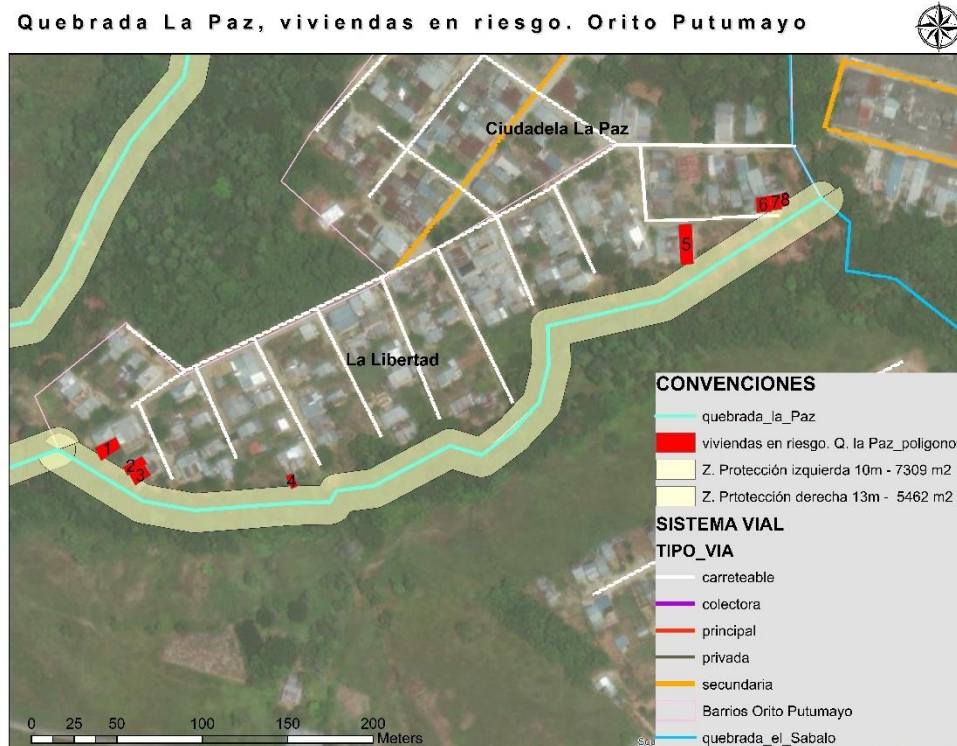 Quebrada La Paz, viviendas en riesgo. Orito Putumayo
Ciudadela La Paz
6,78
5
La Libertad
1
2
3
4
CONVENCIONES
quebrada_la_Paz
viviendas en riesgo. Q. la Paz_poligono
Z. Protección izquierda 10m - 7309 m2
Z. Prtotección derecha 13m - 5462 m2
SISTEMA VIAL
TIPO_VIA
carreteable
colectora
principal
privada
secundaria
Barrios Orito Putumayo
quebrada_el_Sabalo
0 25 50 100 150 200
Meters